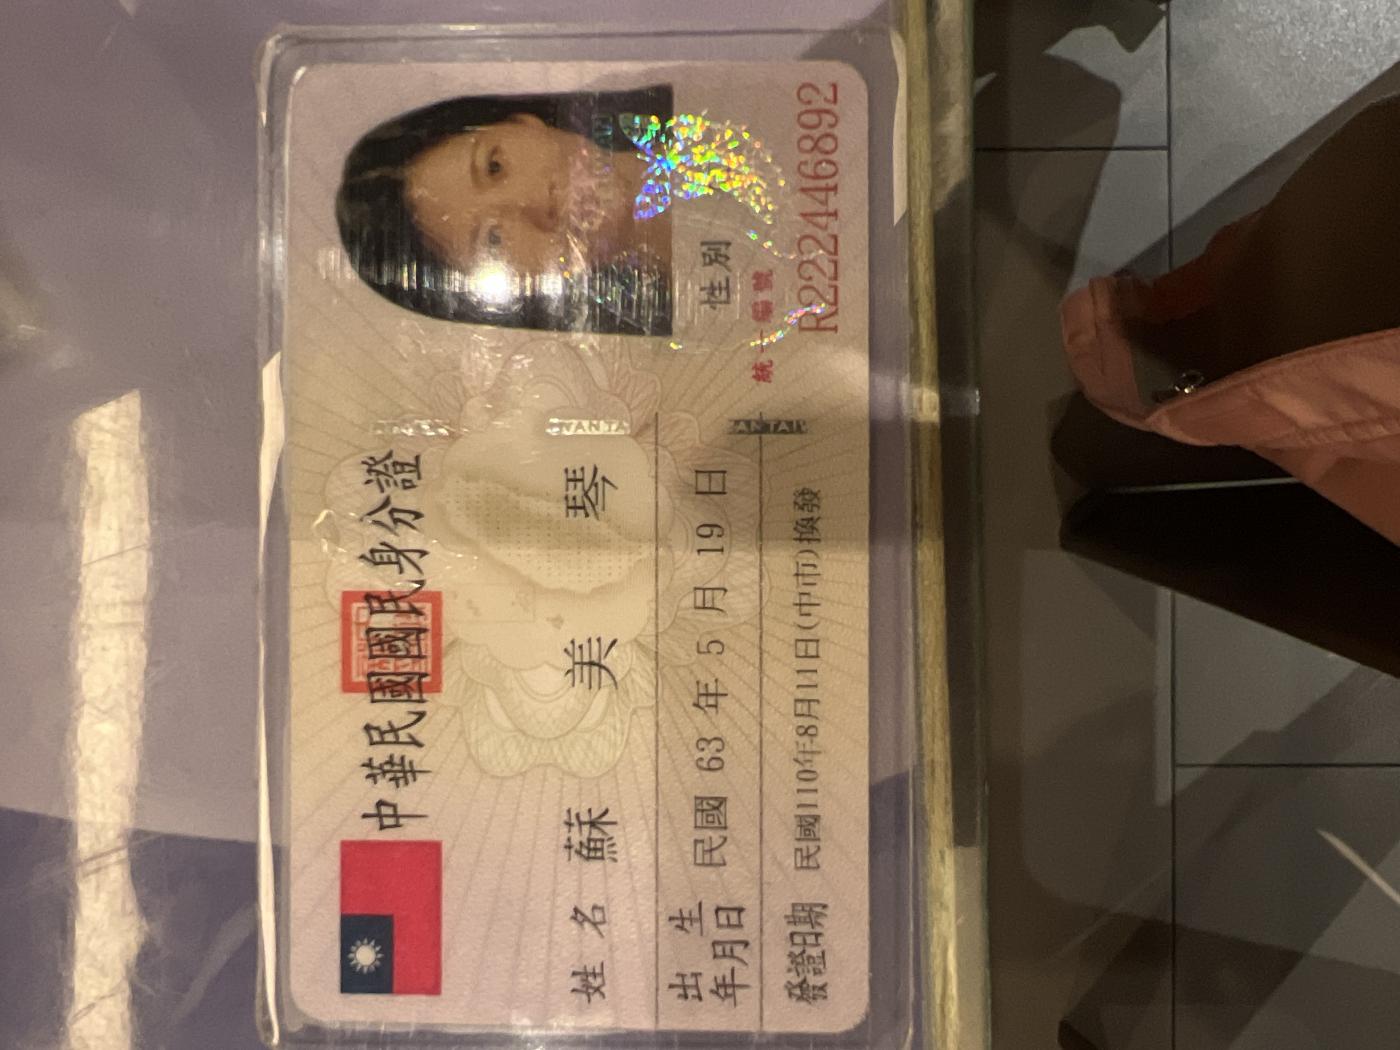 中華民國國民身分證
姓名 蘇美琴
出生年月日 民國 63 年 5 月 19 日
性別
發證日期 民國110年8月11日(中市)換發
統一編號
R222446892